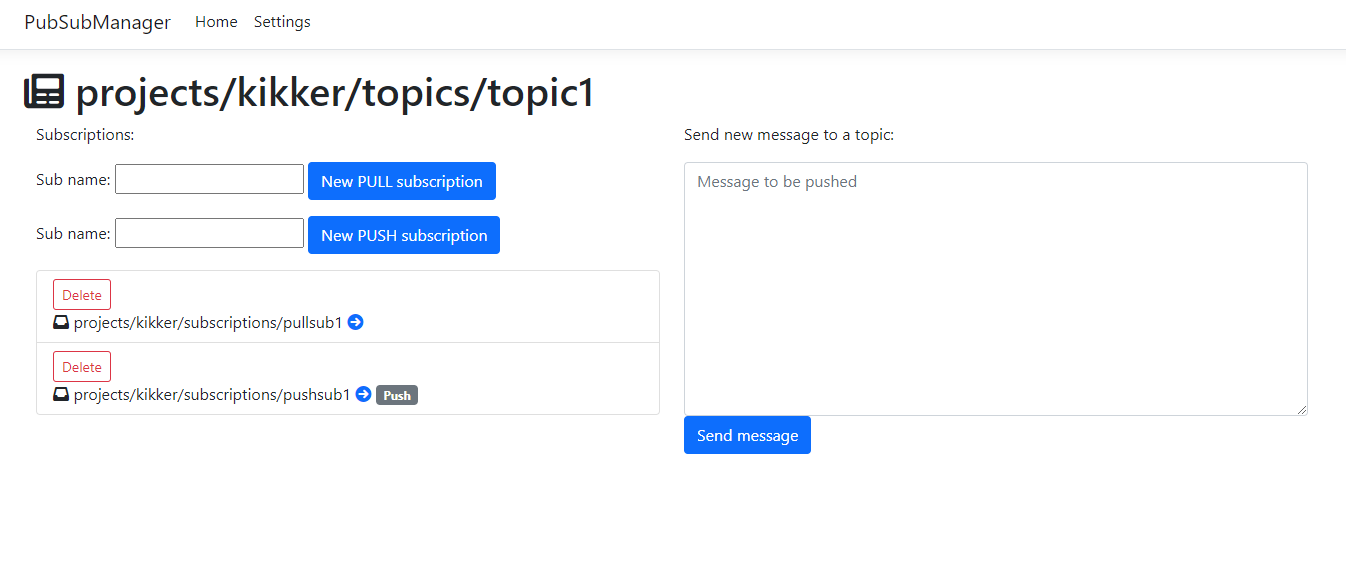 PubSubManager Home Settings
projects/kikker/topics/topic1
Subscriptions:
Sub name: New PULL subscription
Sub name: New PUSH subscription
Delete
projects/kikker/subscriptions/pullsub1
Delete
projects/kikker/subscriptions/pushsub1 Push
Send new message to a topic:
Message to be pushed
Send message